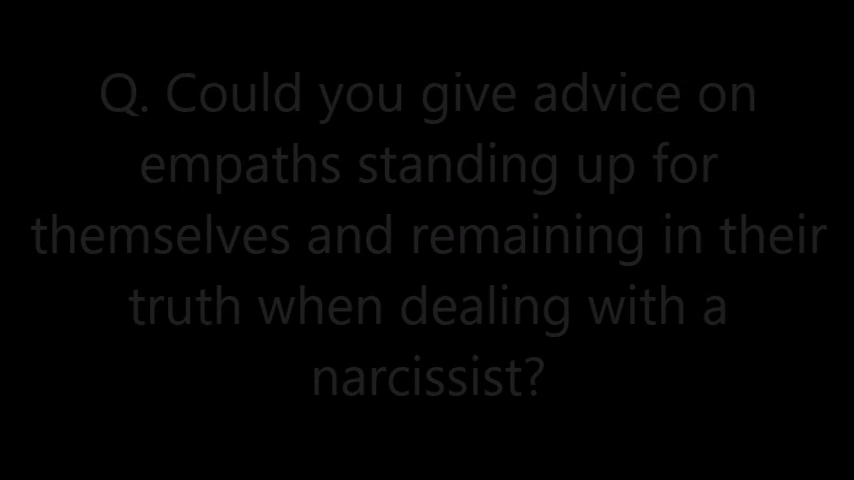 Q. Could you give advice on
empaths standing up for
themselves and remaining in their
truth when dealing with a
narcissist?